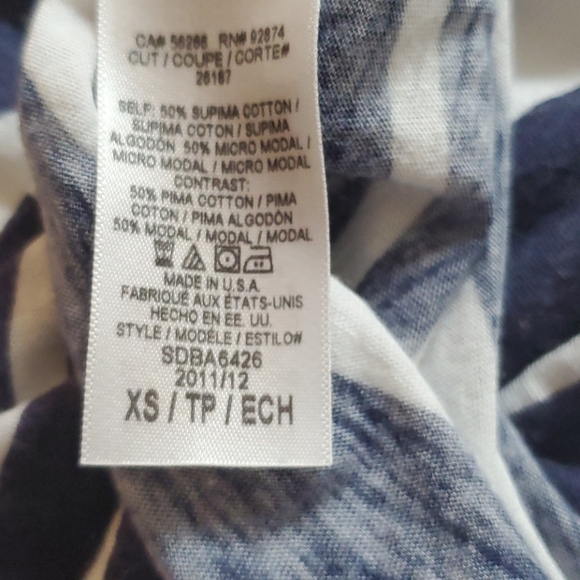 CA# 56266 RN# 92874
CUT / COUPE / CORTE#
26187
SELF: 50% SUPIMA COTTON /
SUPIMA COTON / SUPIMA
ALGODÓN 50% MICRO MODAL /
MICRO MODAL / MICRO MODAL
CONTRAST:
50% PIMA COTTON / PIMA
COTON / PIMA ALGODÓN
50% MODAL / MODAL / MODAL
MADE IN U.S.A.
FABRIQUÉ AUX ÉTATS-UNIS
HECHO EN EE. UU.
STYLE / MODÈLE / ESTILO#
SDBA6426
2011/12
XS / TP / ECH